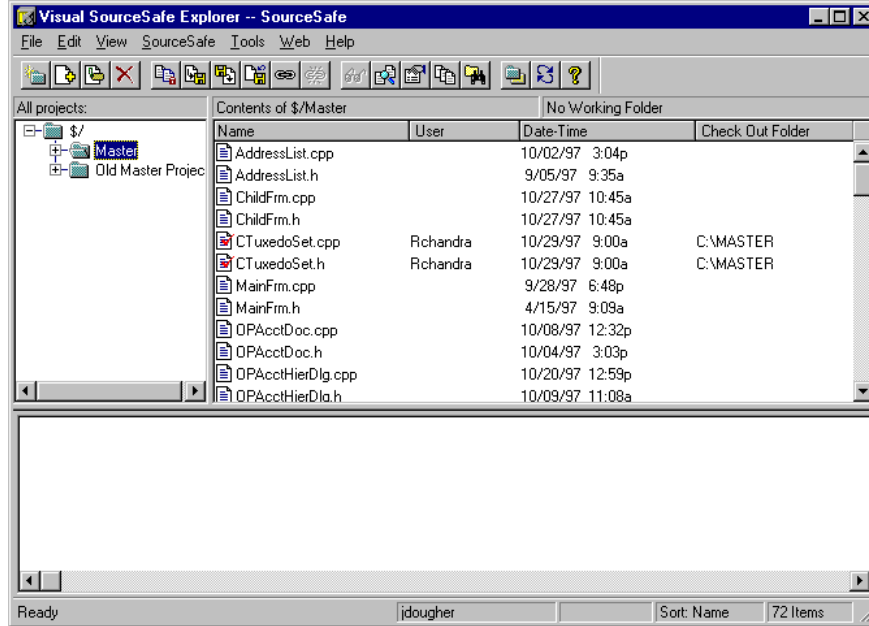 Visual SourceSafe Explorer -- SourceSafe
File Edit View SourceSafe Tools Web Help
All projects: Contents of $/Master No Working Folder
$/
Master
Old Master Projec
Name User Date-Time Check Out Folder
AddressList.cpp 10/02/97 3:04p
AddressList.h 9/05/97 9:35a
ChildFrm.cpp 10/27/97 10:45a
ChildFrm.h 10/27/97 10:45a
CTuxedoSet.cpp Rchandra 10/29/97 9:00a C:\MASTER
CTuxedoSet.h Rchandra 10/29/97 9:00a C:\MASTER
MainFrm.cpp 9/28/97 6:48p
MainFrm.h 4/15/97 9:09a
OPAcctDoc.cpp 10/08/97 12:32p
OPAcctDoc.h 10/04/97 3:03p
OPAcctHierDlg.cpp 10/20/97 12:59p
OPAcctHierDlg.h 10/09/97 11:08a
Ready jdougher Sort: Name 72 Items